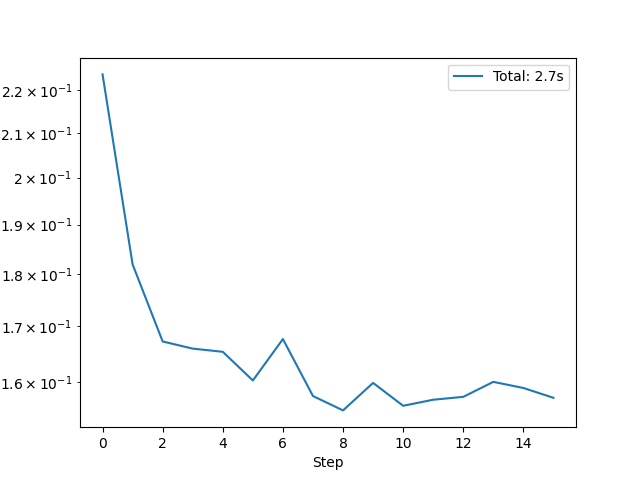 Total: 2.7s
2.2 × 10⁻¹
2.1 × 10⁻¹
2 × 10⁻¹
1.9 × 10⁻¹
1.8 × 10⁻¹
1.7 × 10⁻¹
1.6 × 10⁻¹
0 2 4 6 8 10 12 14
Step